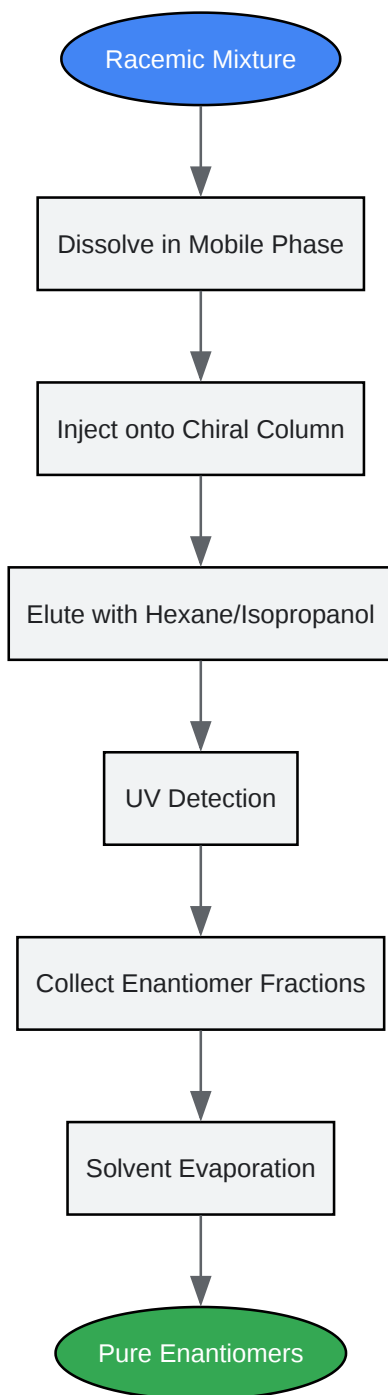 Racemic Mixture
Dissolve in Mobile Phase
Inject onto Chiral Column
Elute with Hexane/Isopropanol
UV Detection
Collect Enantiomer Fractions
Solvent Evaporation
Pure Enantiomers